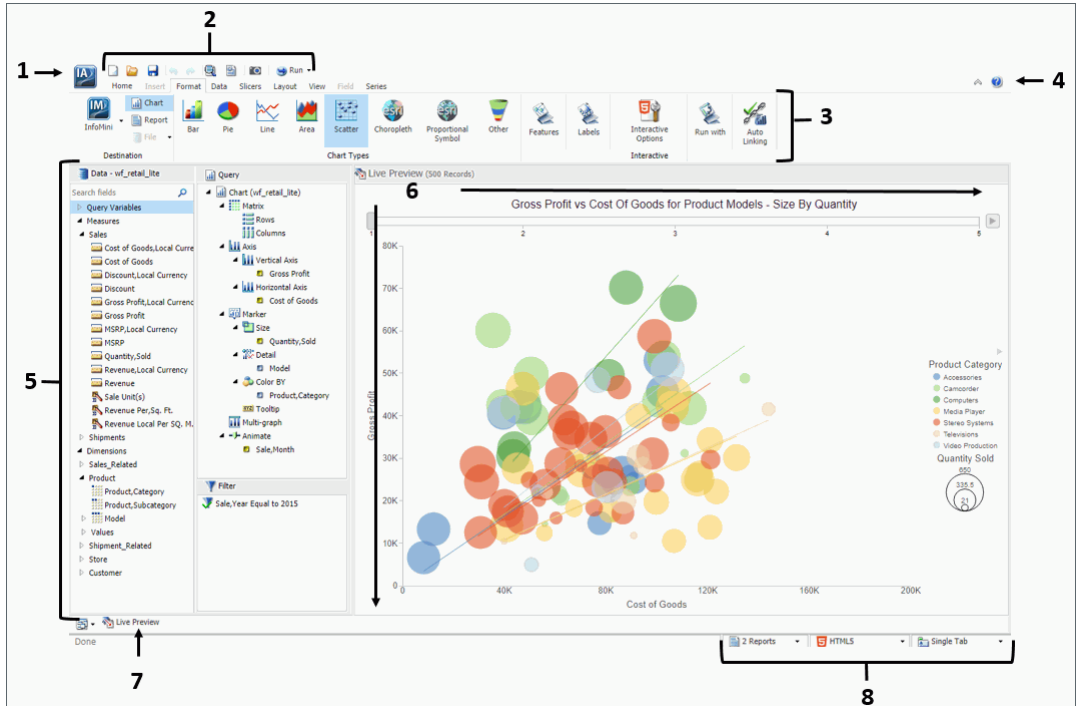 2
1
IA
Run
4
Home Insert Format Data Slicers Layout View Field Series
IM
InfoMini
Chart
Report
File
Bar
Pie
Line
Area
Scatter
Choropleth
Proportional
Symbol
Other
Features
Labels
Interactive
Options
Run with
Auto
Linking
3
Destination
Chart Types
Interactive
5
Data - wf_retail_lite
Search fields
Query Variables
Measures
Sales
Cost of Goods,Local Curre
Cost of Goods
Discount,Local Currency
Discount
Gross Profit,Local Currenc
Gross Profit
MSRP,Local Currency
MSRP
Quantity,Sold
Revenue,Local Currency
Revenue
Sale Unit(s)
Revenue Per,Sq. Ft.
Revenue Local Per SQ. M.
Shipments
Dimensions
Sales_Related
Product
Product,Category
Product,Subcategory
Model
Values
Shipment_Related
Store
Customer
Query
Chart (wf_retail_lite)
Matrix
Rows
Columns
Axis
Vertical Axis
Gross Profit
Horizontal Axis
Cost of Goods
Marker
Size
Quantity,Sold
Detail
Model
Color BY
Product,Category
Tooltip
Multi-graph
Animate
Sale,Month
Filter
Sale,Year Equal to 2015
Live Preview (500 Records)
6
Gross Profit vs Cost Of Goods for Product Models - Size By Quantity
1 2 3 4 5
80K
70K
60K
50K
40K
30K
20K
10K
0
Gross Profit
0 40K 80K 120K 160K 200K
Cost of Goods
Product Category
Accessories
Camcorder
Computers
Media Player
Stereo Systems
Televisions
Video Production
Quantity Sold
650
335.5
21
Live Preview
Done
2 Reports
HTML5
Single Tab
7
8